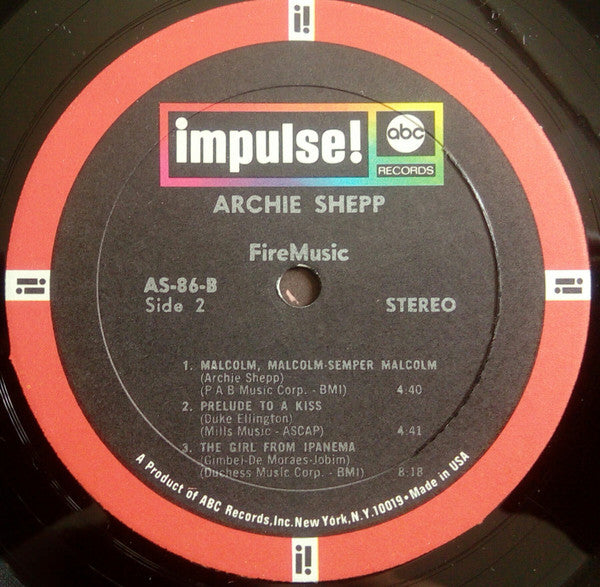 i!
impulse!
abc
RECORDS
ARCHIE SHEPP
FireMusic
AS-86-B
Side 2
STEREO
i!
i!
1. MALCOLM, MALCOLM-SEMPER MALCOLM
(Archie Shepp)
(P A B Music Corp. - BMI) 4:40
2. PRELUDE TO A KISS
(Duke Ellington)
(Mills Music - ASCAP) 4:41
3. THE GIRL FROM IPANEMA
(Gimbel-De Moraes-Jobim)
(Duchess Music Corp. - BMI) 8:18
A Product of ABC Records, Inc. New York, N.Y. 10019 • Made in USA
i!